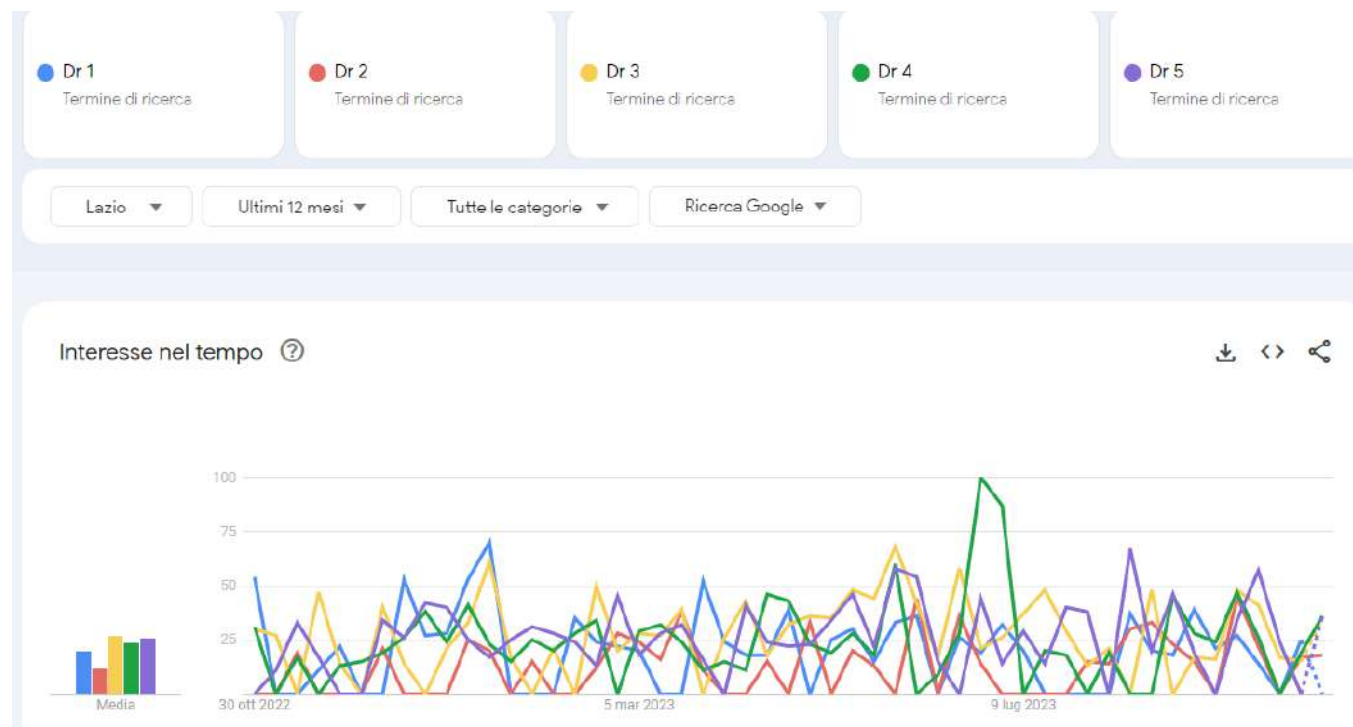 Dr 1
Termine di ricerca
Dr 2
Termine di ricerca
Dr 3
Termine di ricerca
Dr 4
Termine di ricerca
Dr 5
Termine di ricerca
Lazio
Ultimi 12 mesi
Tutte le categorie
Ricerca Google
Interesse nel tempo
100
75
50
25
Media
30 ott 2022
5 mar 2023
9 lug 2023